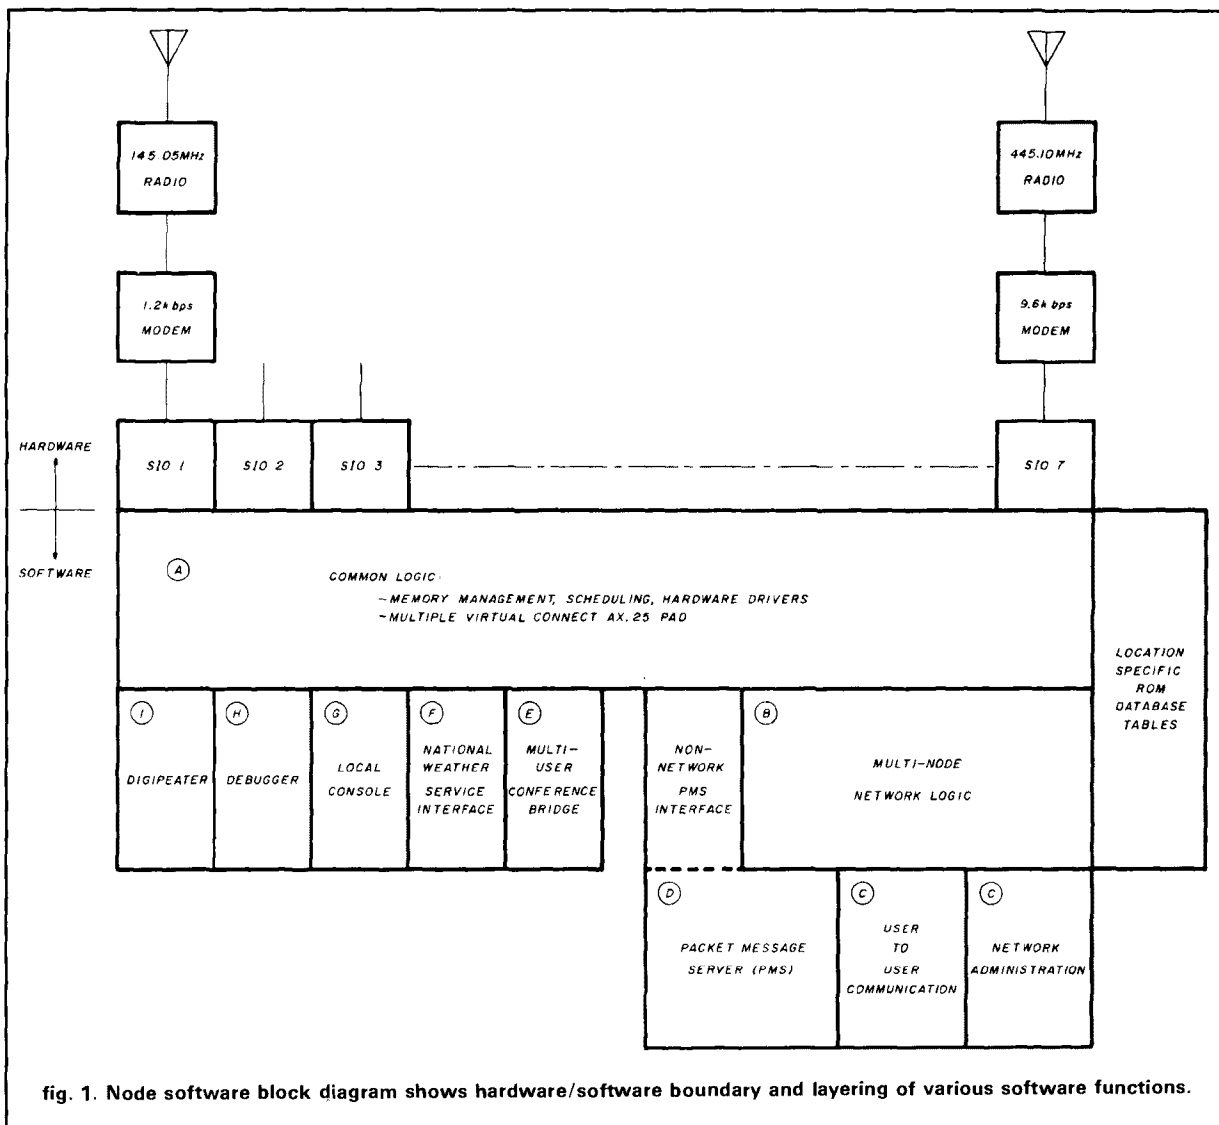 145.05MHz
RADIO
445.10MHz
RADIO
1.2k bps
MODEM
9.6k bps
MODEM
HARDWARE
SIO 1
SIO 2
SIO 3
SIO 7
SOFTWARE
A
COMMON LOGIC:
-MEMORY MANAGEMENT, SCHEDULING, HARDWARE DRIVERS
-MULTIPLE VIRTUAL CONNECT AX.25 PAD
LOCATION
SPECIFIC
ROM
DATABASE
TABLES
I
DIGIPEATER
H
DEBUGGER
G
LOCAL
CONSOLE
F
NATIONAL
WEATHER
SERVICE
INTERFACE
E
MULTI-
USER
CONFERENCE
BRIDGE
NON-
NETWORK
PMS
INTERFACE
B
MULTI-NODE
NETWORK LOGIC
D
PACKET MESSAGE
SERVER (PMS)
C
USER
TO
USER
COMMUNICATION
C
NETWORK
ADMINISTRATION
fig. 1. Node software block diagram shows hardware/software boundary and layering of various software functions.